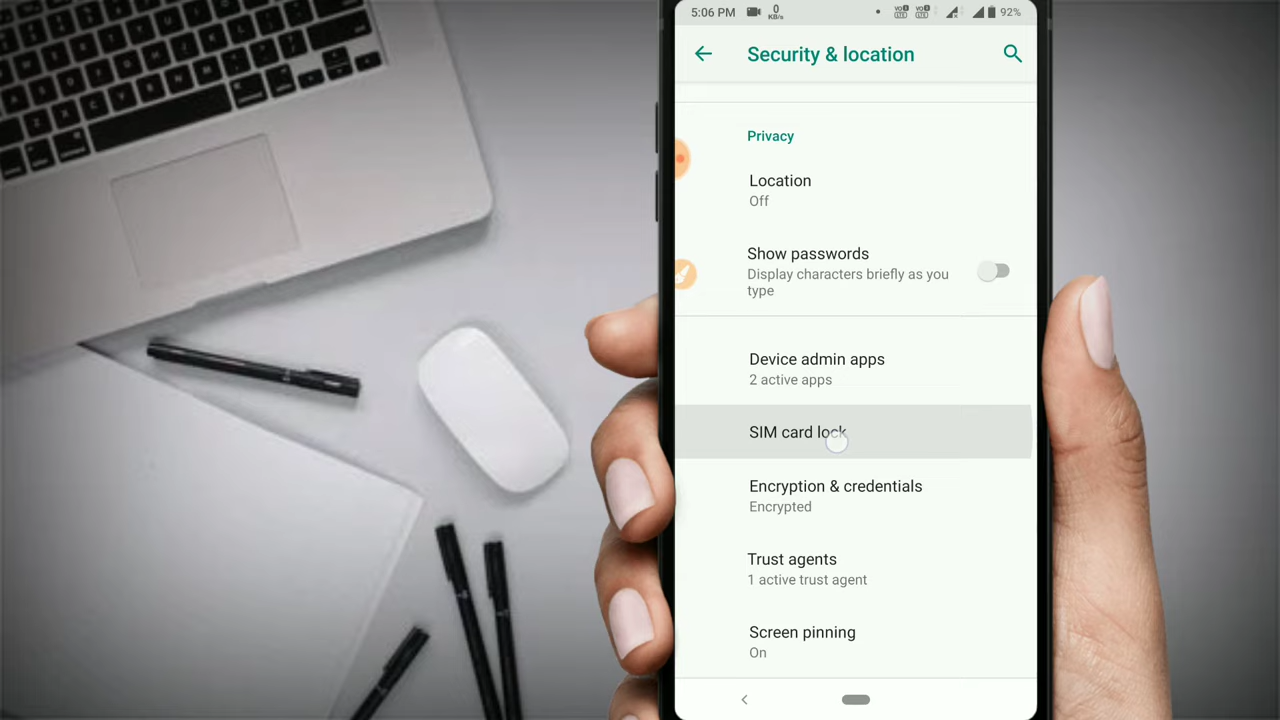 5:06 PM 0 92%
KB/s
Security & location
Privacy
Location
Off
Show passwords
Display characters briefly as you
type
Device admin apps
2 active apps
SIM card lock
Encryption & credentials
Encrypted
Trust agents
1 active trust agent
Screen pinning
On